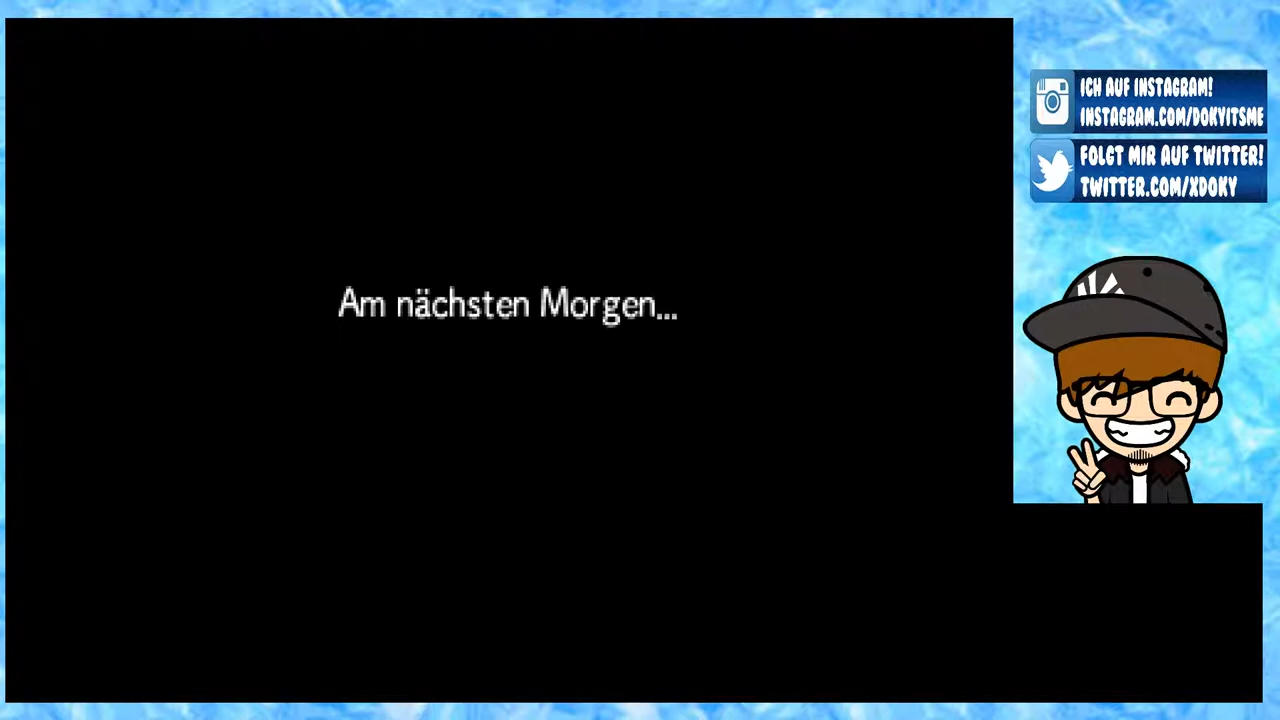 Am nächsten Morgen...
ICH AUF INSTAGRAM!
INSTAGRAM.COM/DOKYITSME
FOLGT MIR AUF TWITTER!
TWITTER.COM/XDOKY